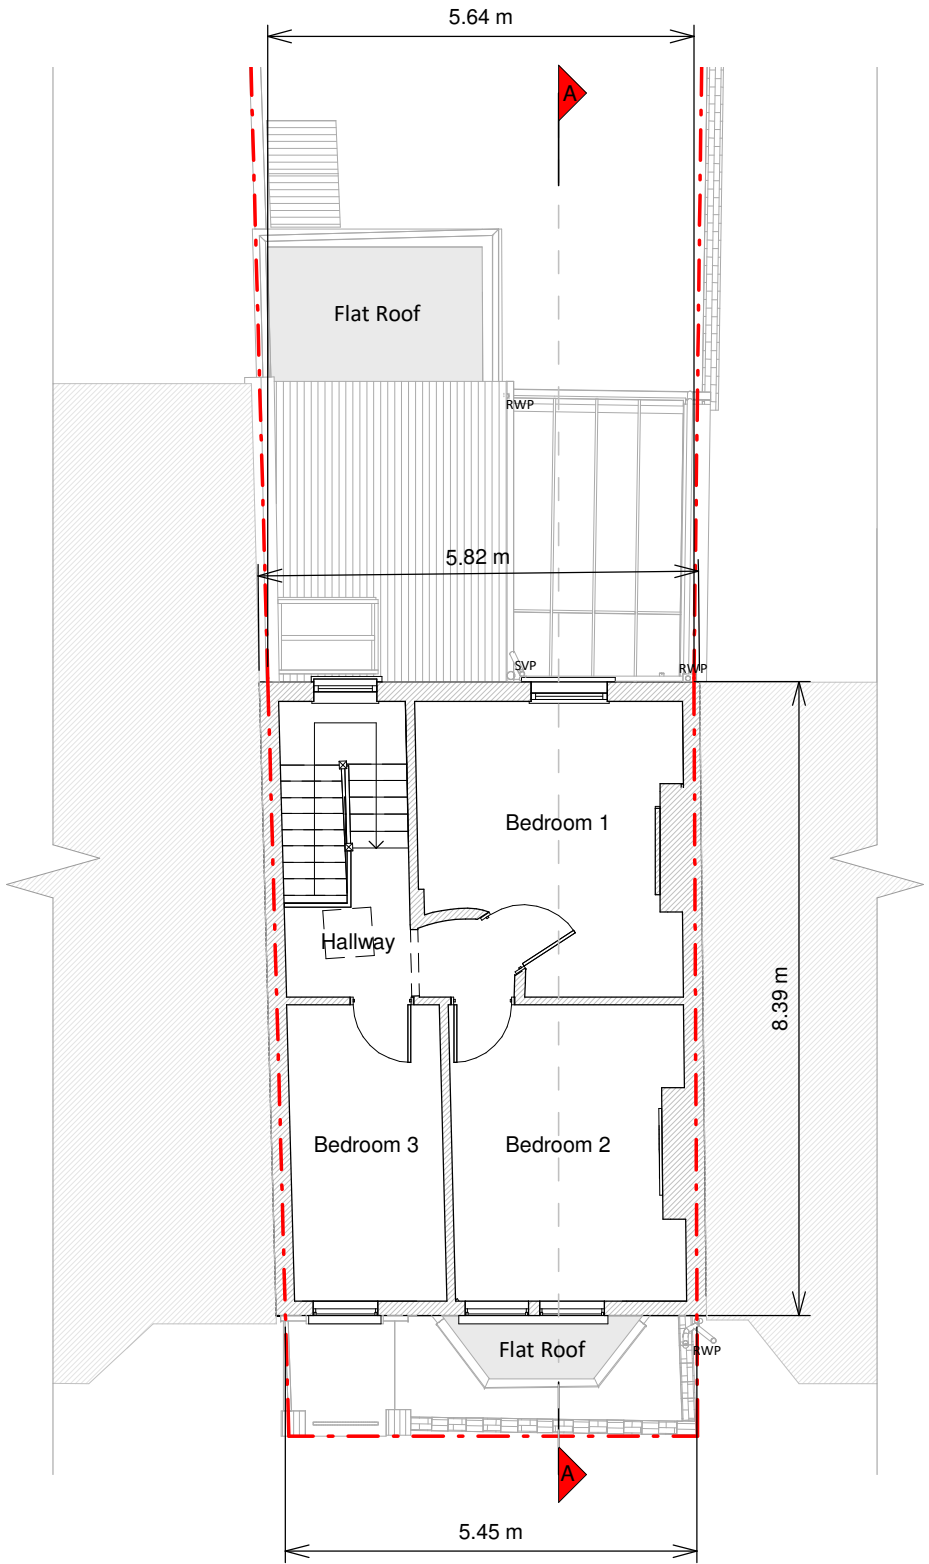 5.64 m
A
Flat Roof
RWP
5.82 m
SVP
RWP
Bedroom 1
Hallway
8.39 m
Bedroom 3
Bedroom 2
Flat Roof
RWP
A
5.45 m